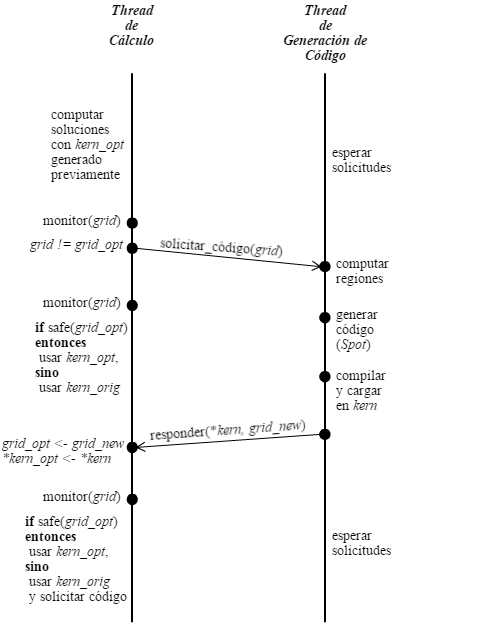 Thread
de
Cálculo
Thread
de
Generación de
Código
computar
soluciones
con kern_opt
generado
previamente
esperar
solicitudes
monitor(grid)
grid != grid_opt
solicitar_código(grid)
computar
regiones
monitor(grid)
if safe(grid_opt)
entonces
usar kern_opt,
sino
usar kern_orig
generar
código
(Spot)
compilar
y cargar
en kern
responder(*kern, grid_new)
grid_opt <- grid_new
*kern_opt <- *kern
monitor(grid)
if safe(grid_opt)
entonces
usar kern_opt,
sino
usar kern_orig
y solicitar código
esperar
solicitudes